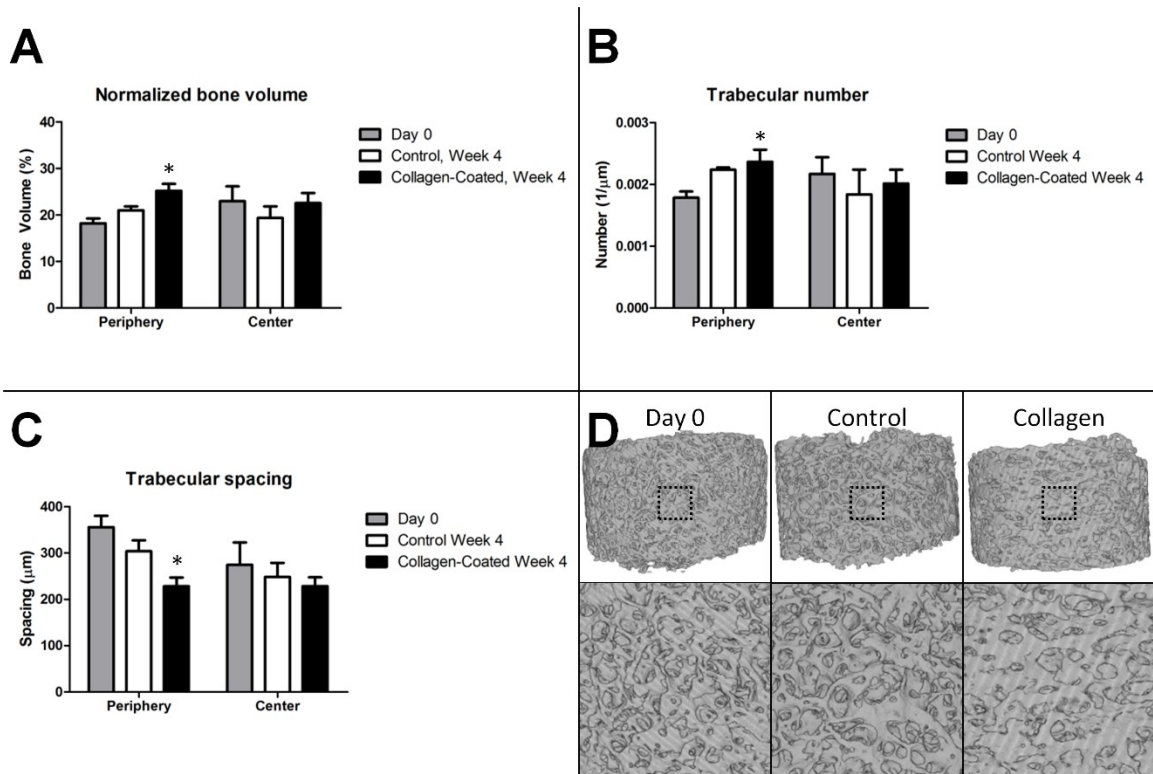 A
Normalized bone volume
40
30
20
10
0
Bone Volume (%)
Periphery
Center
*
Day 0
Control, Week 4
Collagen-Coated, Week 4
B
Trabecular number
0.003
0.002
0.001
0.000
Number (1/μm)
Periphery
Center
*
Day 0
Control Week 4
Collagen-Coated Week 4
C
Trabecular spacing
400
300
200
100
0
Spacing (μm)
Periphery
Center
*
Day 0
Control Week 4
Collagen-Coated Week 4
D
Day 0
Control
Collagen